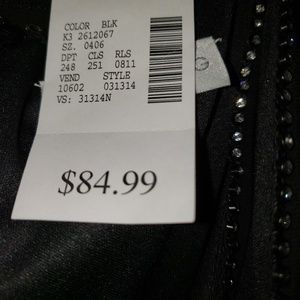 COLOR BLK
K3 2612067
SZ. 0406
DPT CLS RLS
248 251 0811
VEND STYLE
10602 031314
VS: 31314N
$84.99